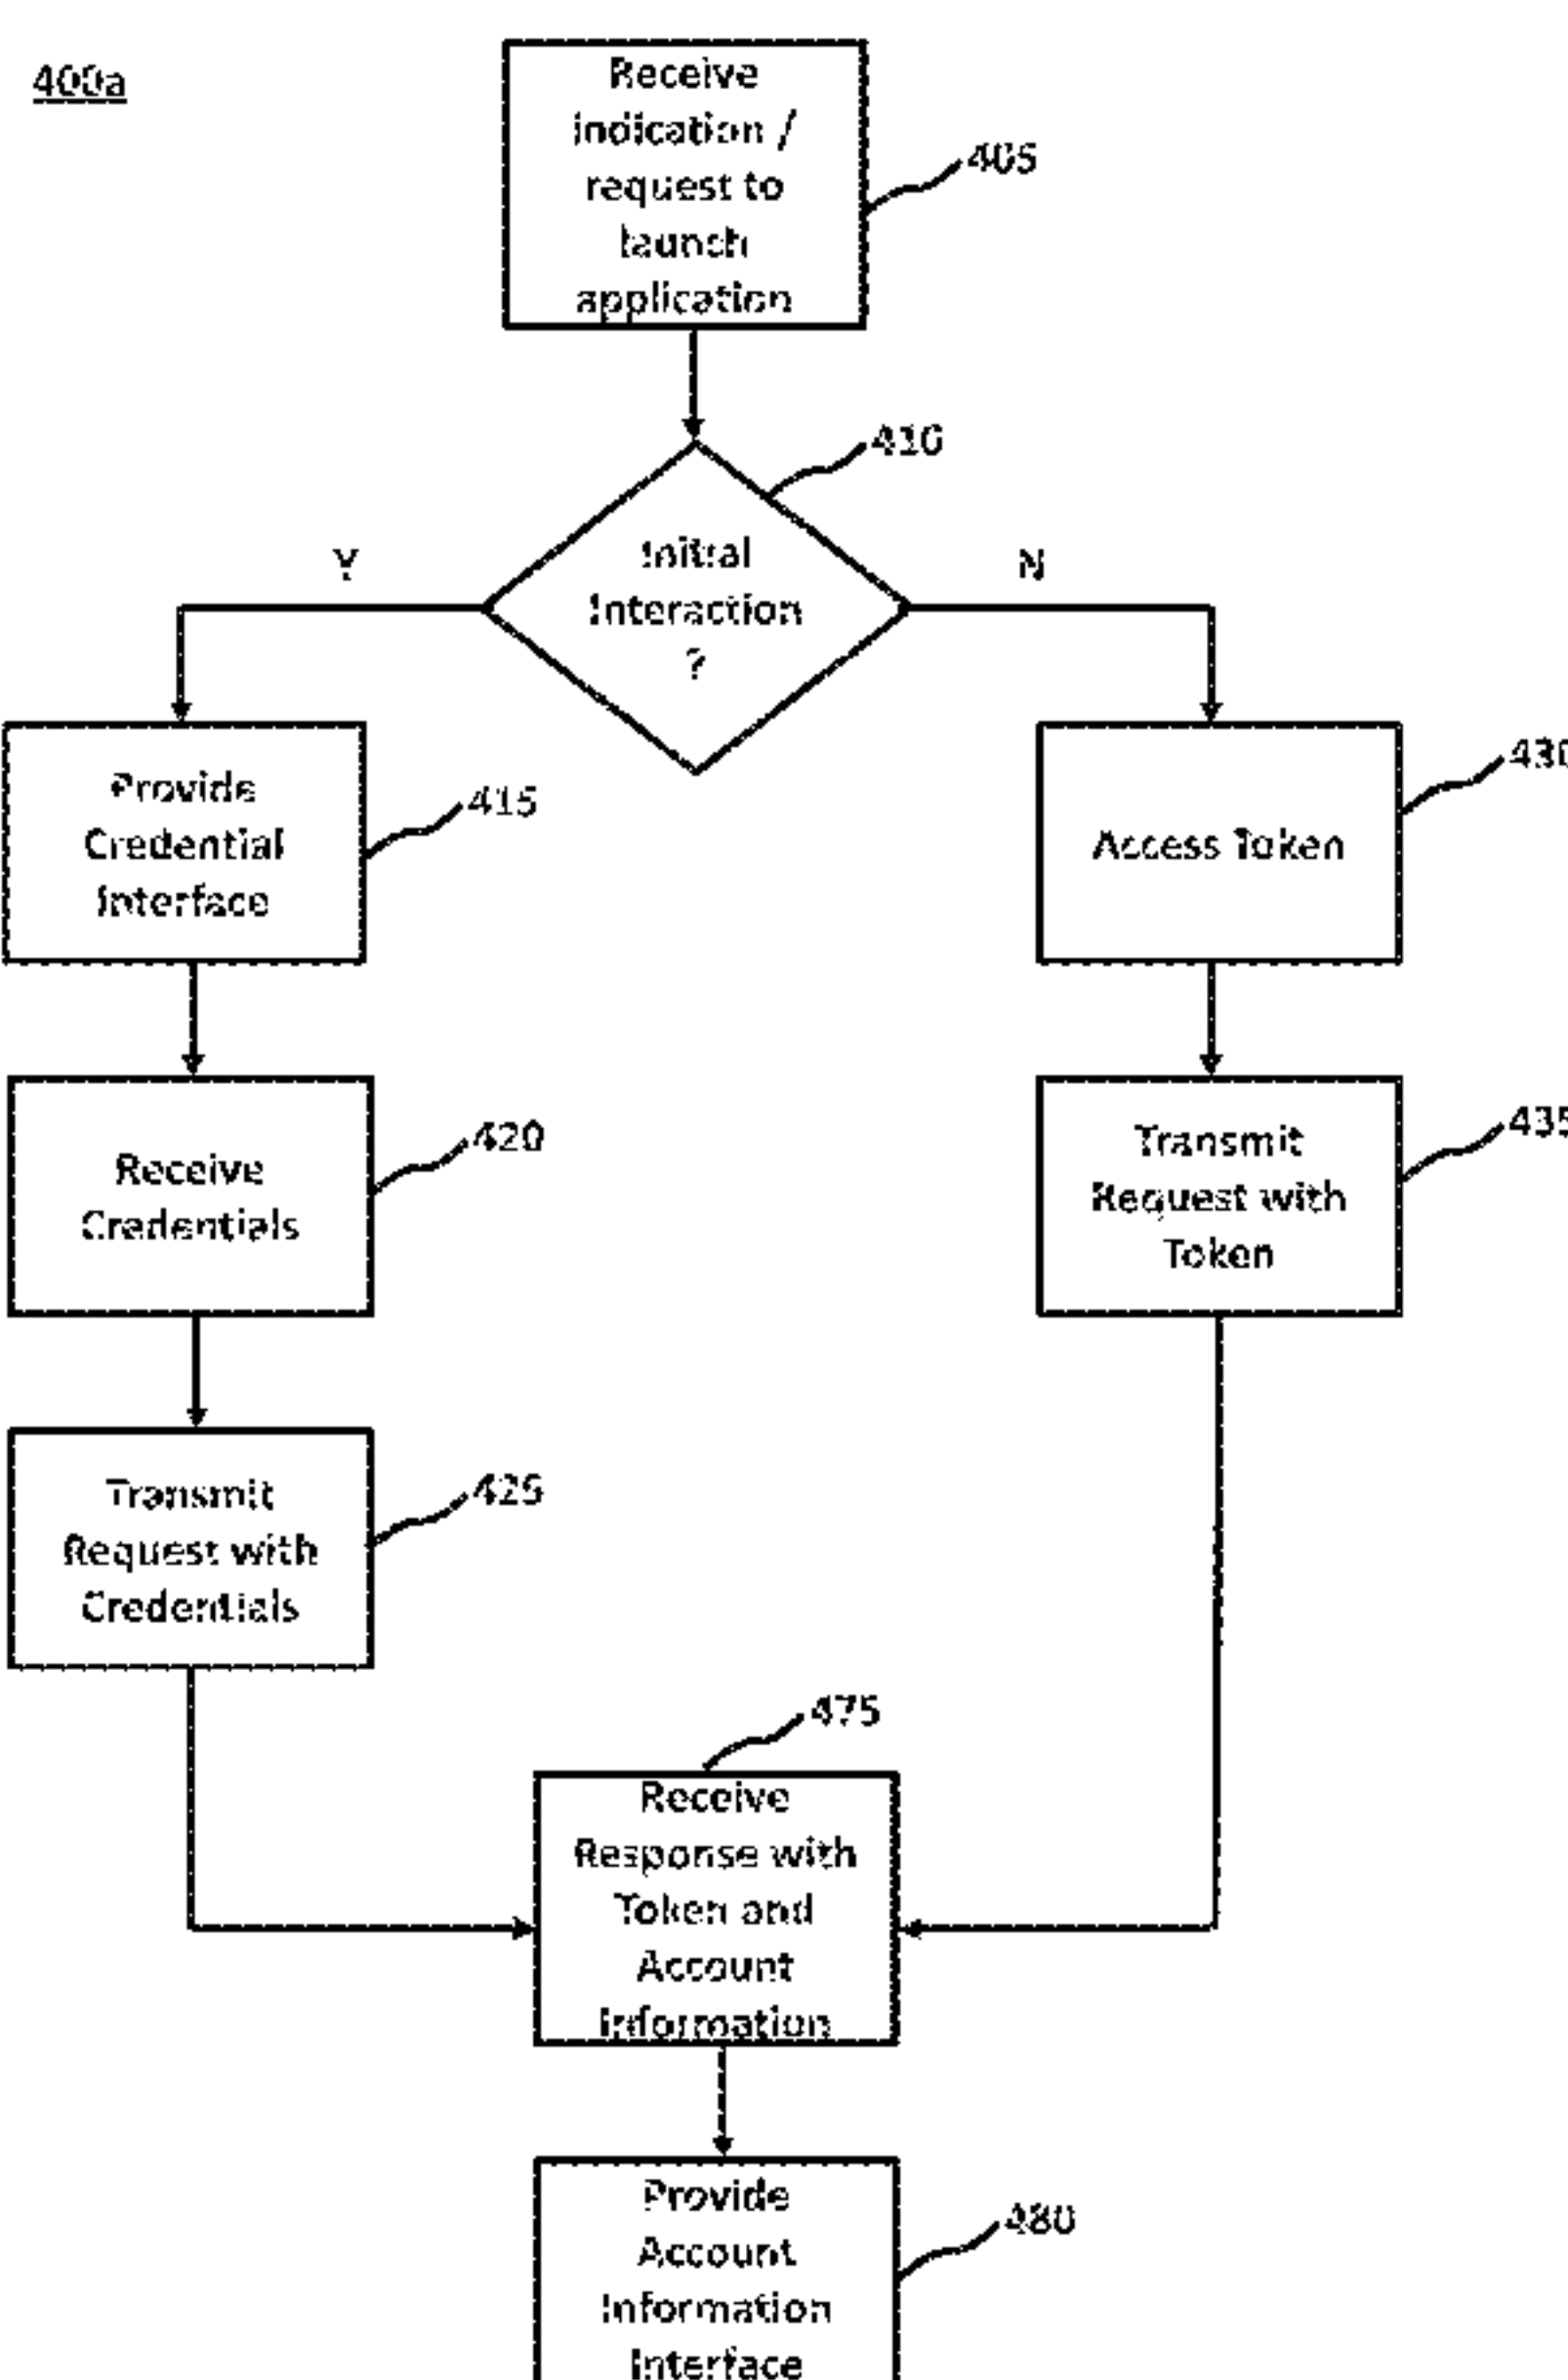 400a
Receive
indication /
request to
launch
application
405
410
Initial
Interaction
?
Y
N
Provide
Credential
Interface
415
Access Token
430
Receive
Credentials
420
Transmit
Request with
Token
435
Transmit
Request with
Credentials
425
475
Receive
Response with
Token and
Account
Information
Provide
Account
Information
Interface
480